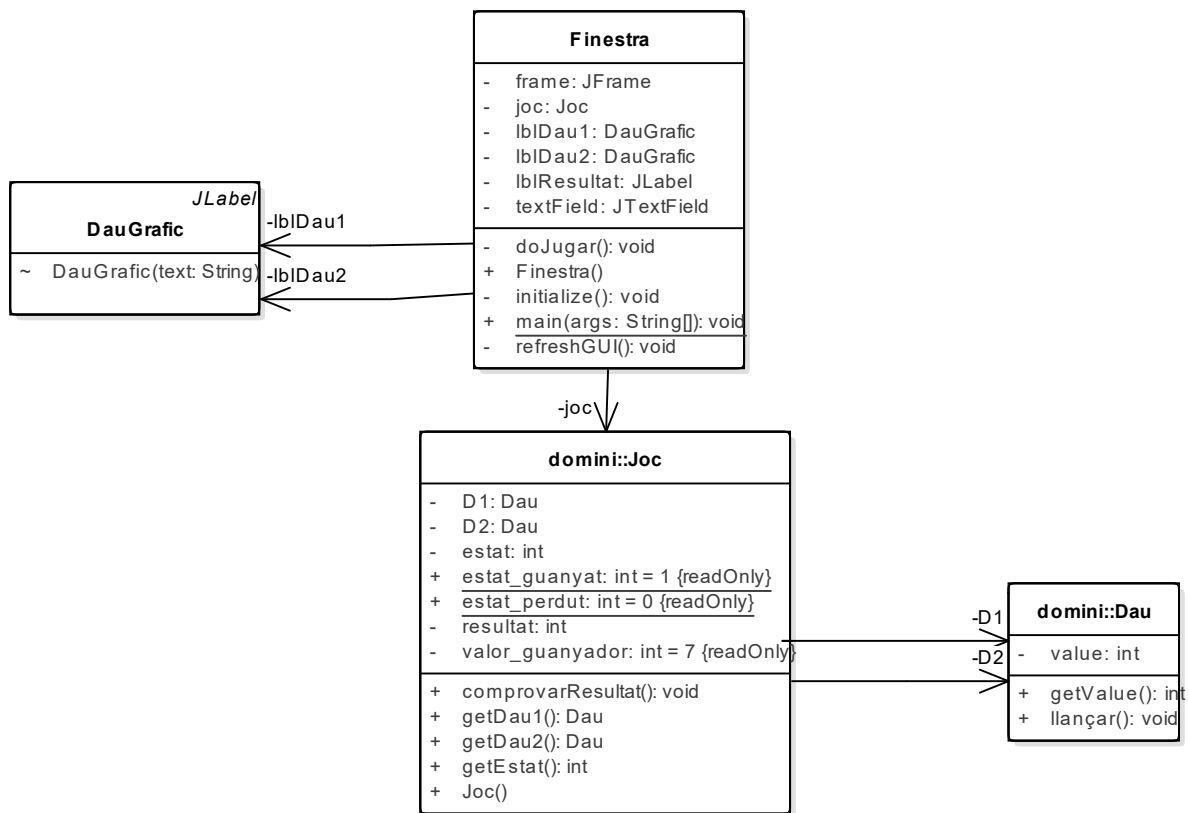 Finestra
- frame: JFrame
- joc: Joc
- lblDau1: DauGrafic
- lblDau2: DauGrafic
- lblResultat: JLabel
- textField: JTextField
- doJugar(): void
+ Finestra()
- initialize(): void
+ main(args: String[]): void
- refreshGUI(): void
JLabel
DauGrafic
~ DauGrafic(text: String)
-lblDau1
-lblDau2
-joc
domini::Joc
- D1: Dau
- D2: Dau
- estat: int
+ estat_guanyat: int = 1 {readOnly}
+ estat_perdut: int = 0 {readOnly}
- resultat: int
- valor_guanyador: int = 7 {readOnly}
+ comprovarResultat(): void
+ getDau1(): Dau
+ getDau2(): Dau
+ getEstat(): int
+ Joc()
-D1
-D2
domini::Dau
- value: int
+ getValue(): int
+ llançar(): void